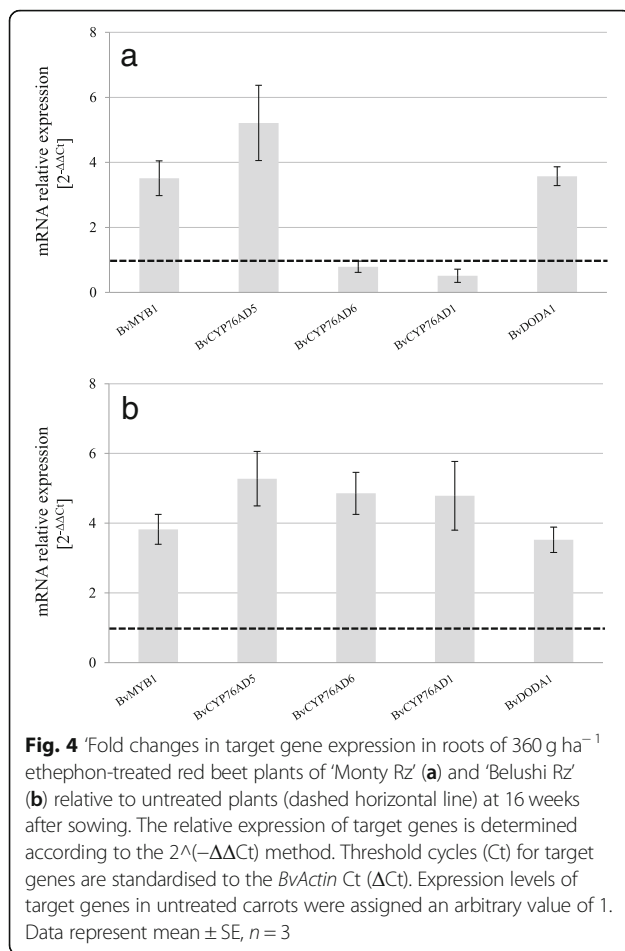 a
8
6
4
2
0
mRNA relative expression
[2-ΔΔCt]
BvMYB1
BvCYP76AD5
BvCYP76AD6
BvCYP76AD1
BvDODA1
b
8
6
4
2
0
mRNA relative expression
[2-ΔΔCt]
BvMYB1
BvCYP76AD5
BvCYP76AD6
BvCYP76AD1
BvDODA1
Fig. 4 ‘Fold changes in target gene expression in roots of 360 g ha⁻¹
ethephon-treated red beet plants of ‘Monty Rz’ (a) and ‘Belushi Rz’
(b) relative to untreated plants (dashed horizontal line) at 16 weeks
after sowing. The relative expression of target genes is determined
according to the 2^(−ΔΔCt) method. Threshold cycles (Ct) for target
genes are standardised to the BvActin Ct (ΔCt). Expression levels of
target genes in untreated carrots were assigned an arbitrary value of 1.
Data represent mean ± SE, n = 3